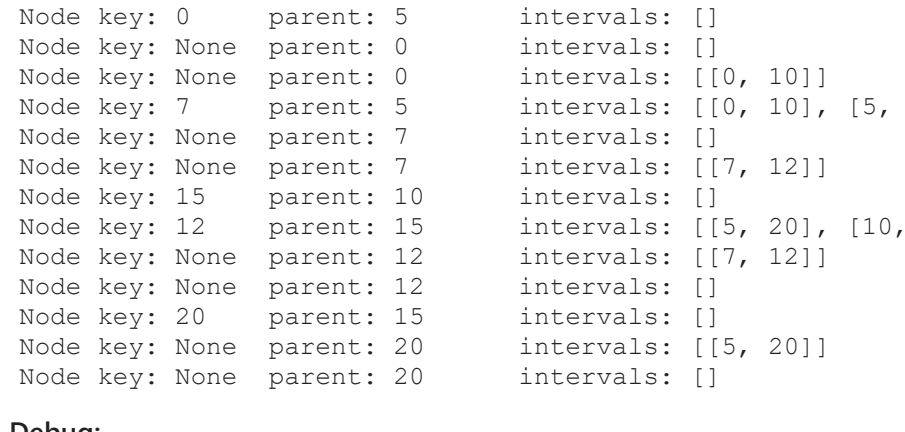 Node key: 0 parent: 5 intervals: []
Node key: None parent: 0 intervals: []
Node key: None parent: 0 intervals: [[0, 10]]
Node key: 7 parent: 5 intervals: [[0, 10], [5,
Node key: None parent: 7 intervals: []
Node key: None parent: 7 intervals: [[7, 12]]
Node key: 15 parent: 10 intervals: []
Node key: 12 parent: 15 intervals: [[5, 20], [10,
Node key: None parent: 12 intervals: [[7, 12]]
Node key: None parent: 12 intervals: []
Node key: 20 parent: 15 intervals: []
Node key: None parent: 20 intervals: [[5, 20]]
Node key: None parent: 20 intervals: []
Debug: